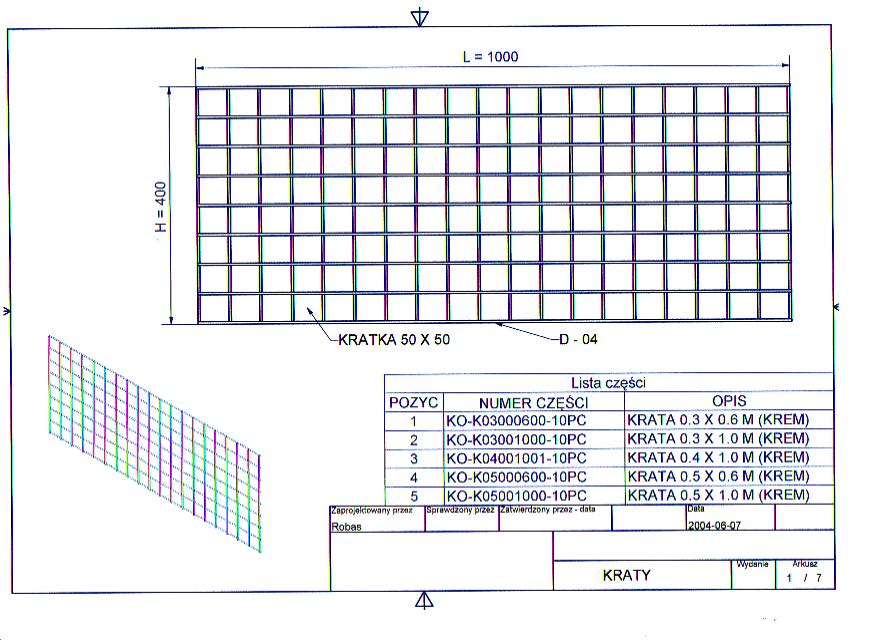 L = 1000
H = 400
KRATKA 50 X 50
D - 04
Lista części
POZYC NUMER CZĘŚCI OPIS
1 KO-K03000600-10PC KRATA 0.3 X 0.6 M (KREM)
2 KO-K03001000-10PC KRATA 0.3 X 1.0 M (KREM)
3 KO-K04001001-10PC KRATA 0.4 X 1.0 M (KREM)
4 KO-K05000600-10PC KRATA 0.5 X 0.6 M (KREM)
5 KO-K05001000-10PC KRATA 0.5 X 1.0 M (KREM)
Zaprojektowany przez Sprawdzony przez Zatwierdzony przez - data Data
Robas 2004-06-07
Wydanie Arkusz
KRATY 1 / 7